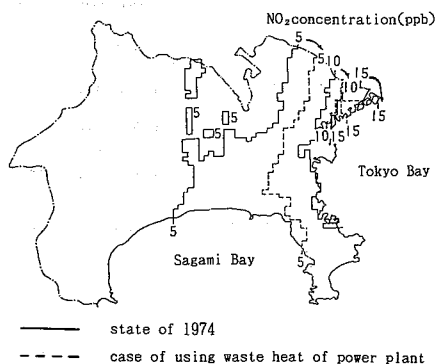 NO₂concentration(ppb)
5 5 10 10 15 15
5
5
5
10 15 15 15
Tokyo Bay
5
Sagami Bay
5
state of 1974
case of using waste heat of power plant